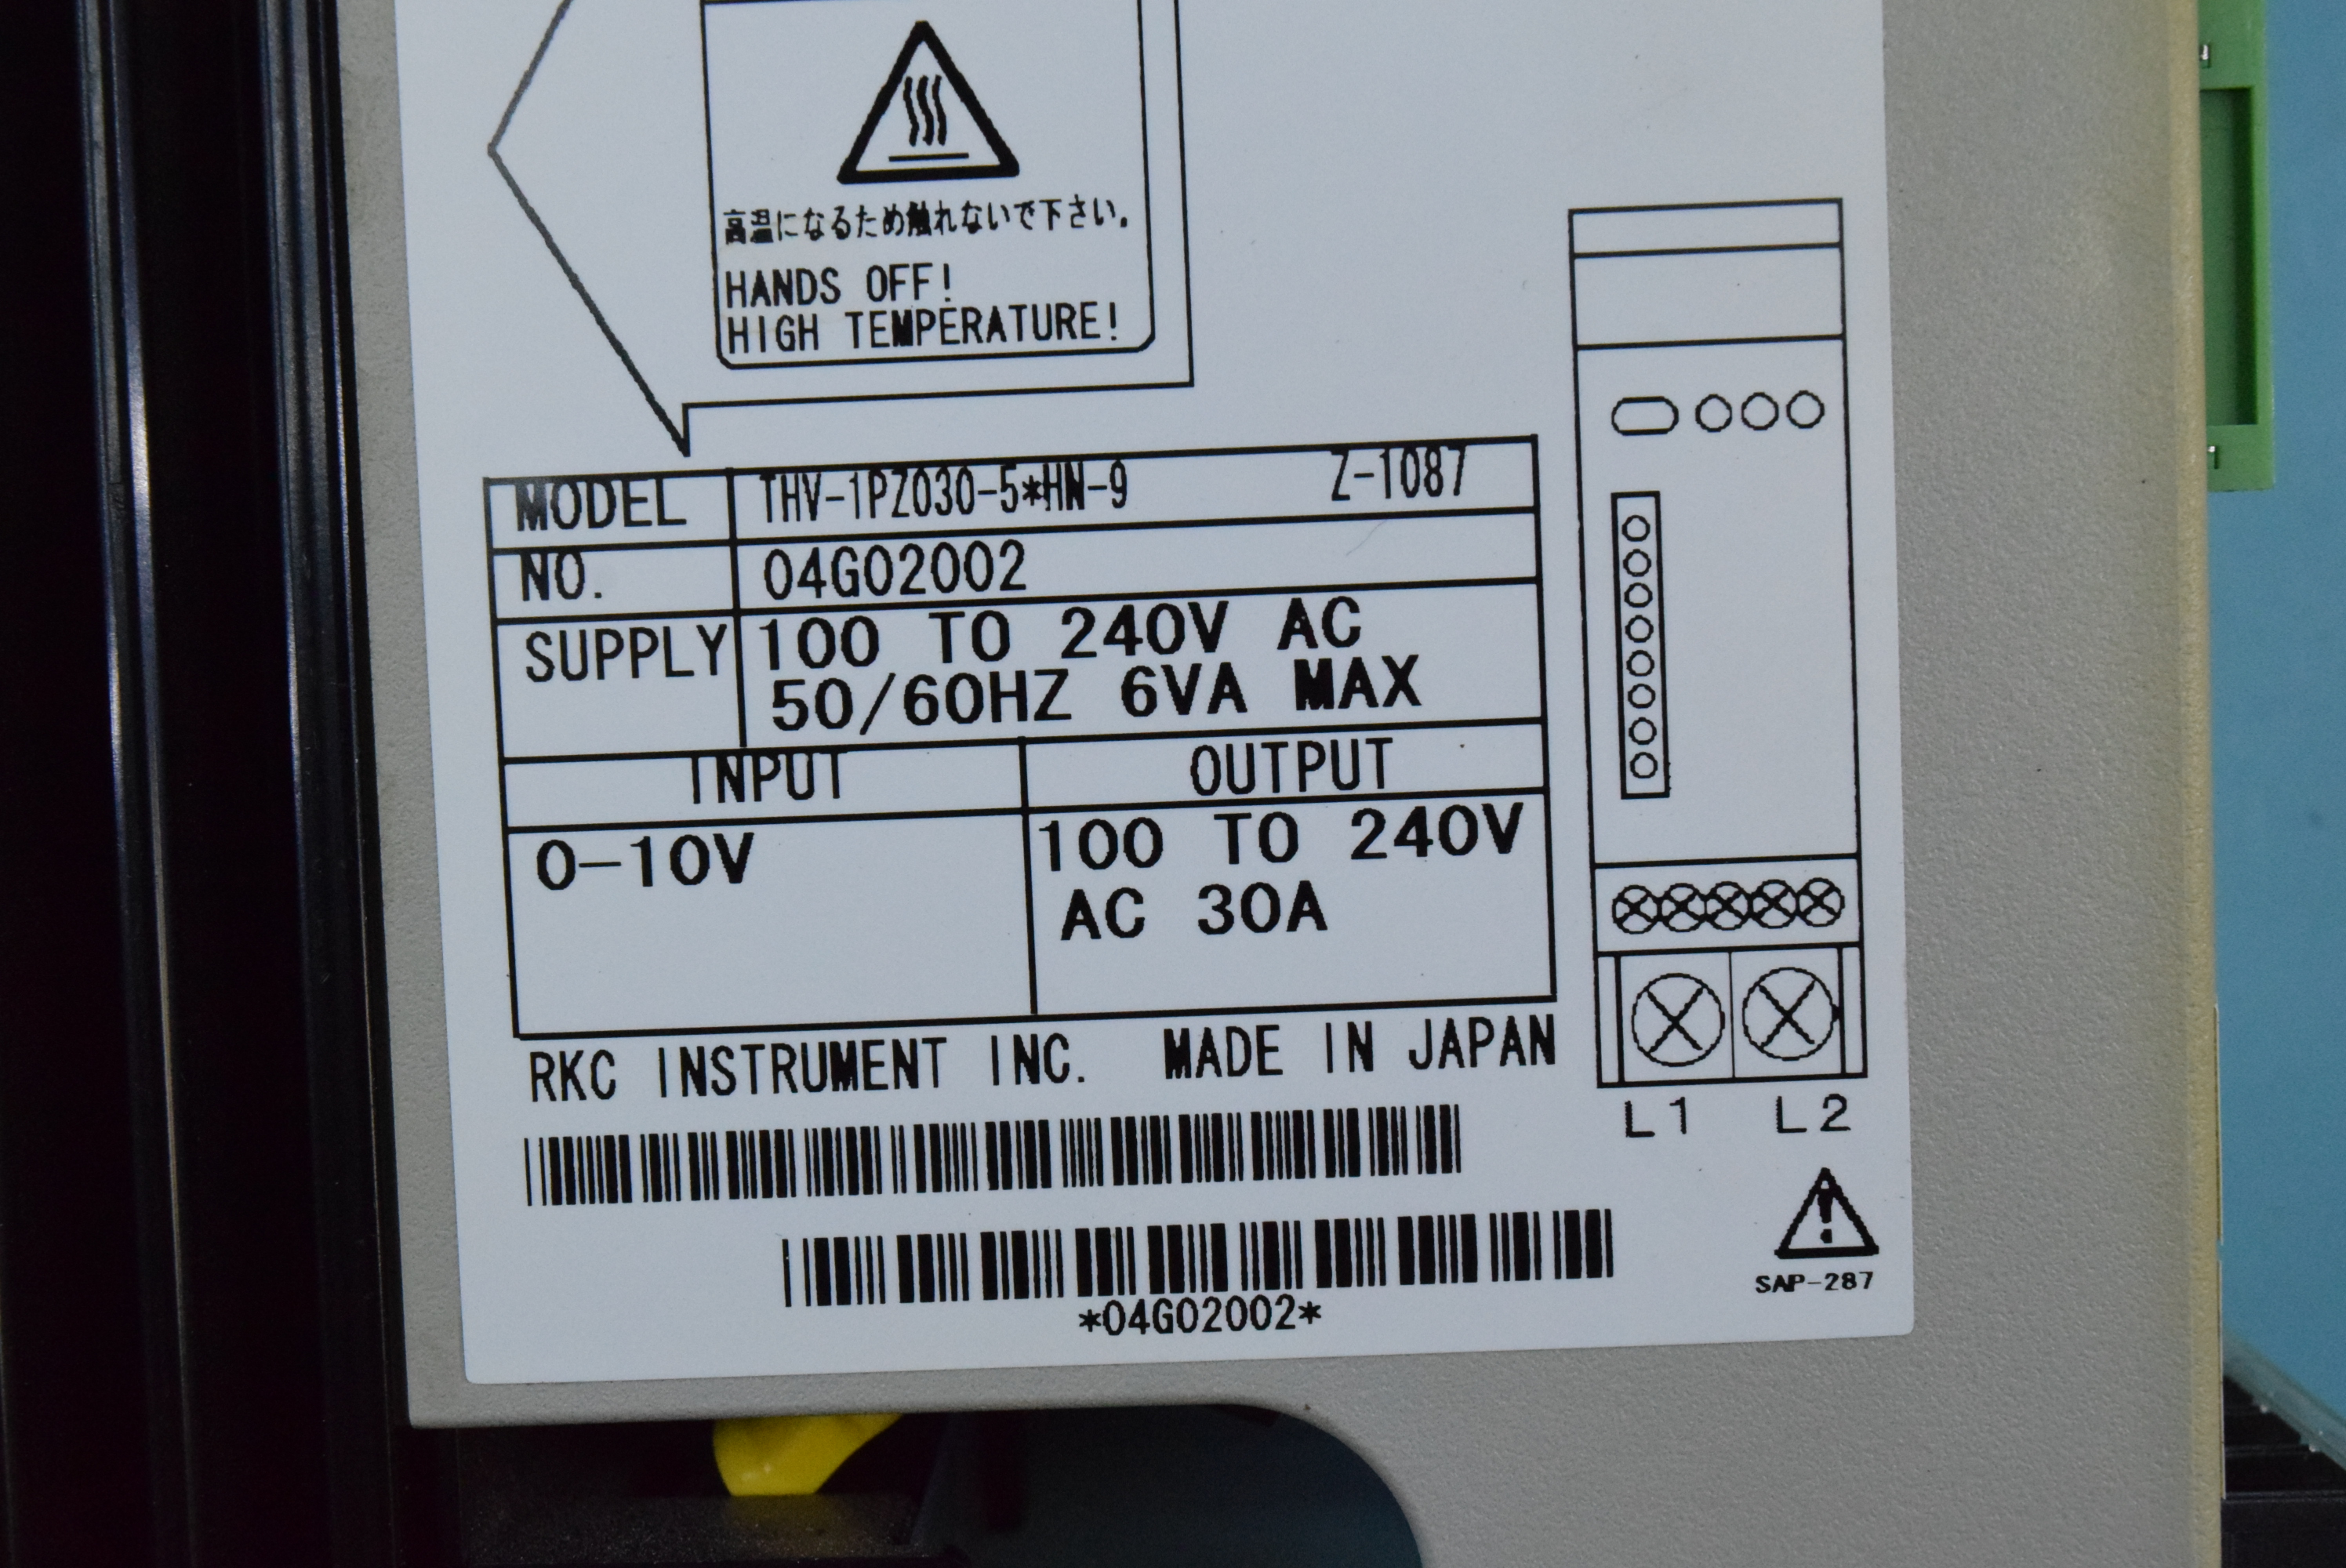 高温になるため触れないで下さい。
HANDS OFF!
HIGH TEMPERATURE!
MODEL THV-1PZ030-5*HN-9 Z-1087
NO. 04G02002
SUPPLY 100 TO 240V AC
50/60HZ 6VA MAX
INPUT OUTPUT
0-10V 100 TO 240V
AC 30A
RKC INSTRUMENT INC. MADE IN JAPAN
L1 L2
*04G02002*
SAP-287